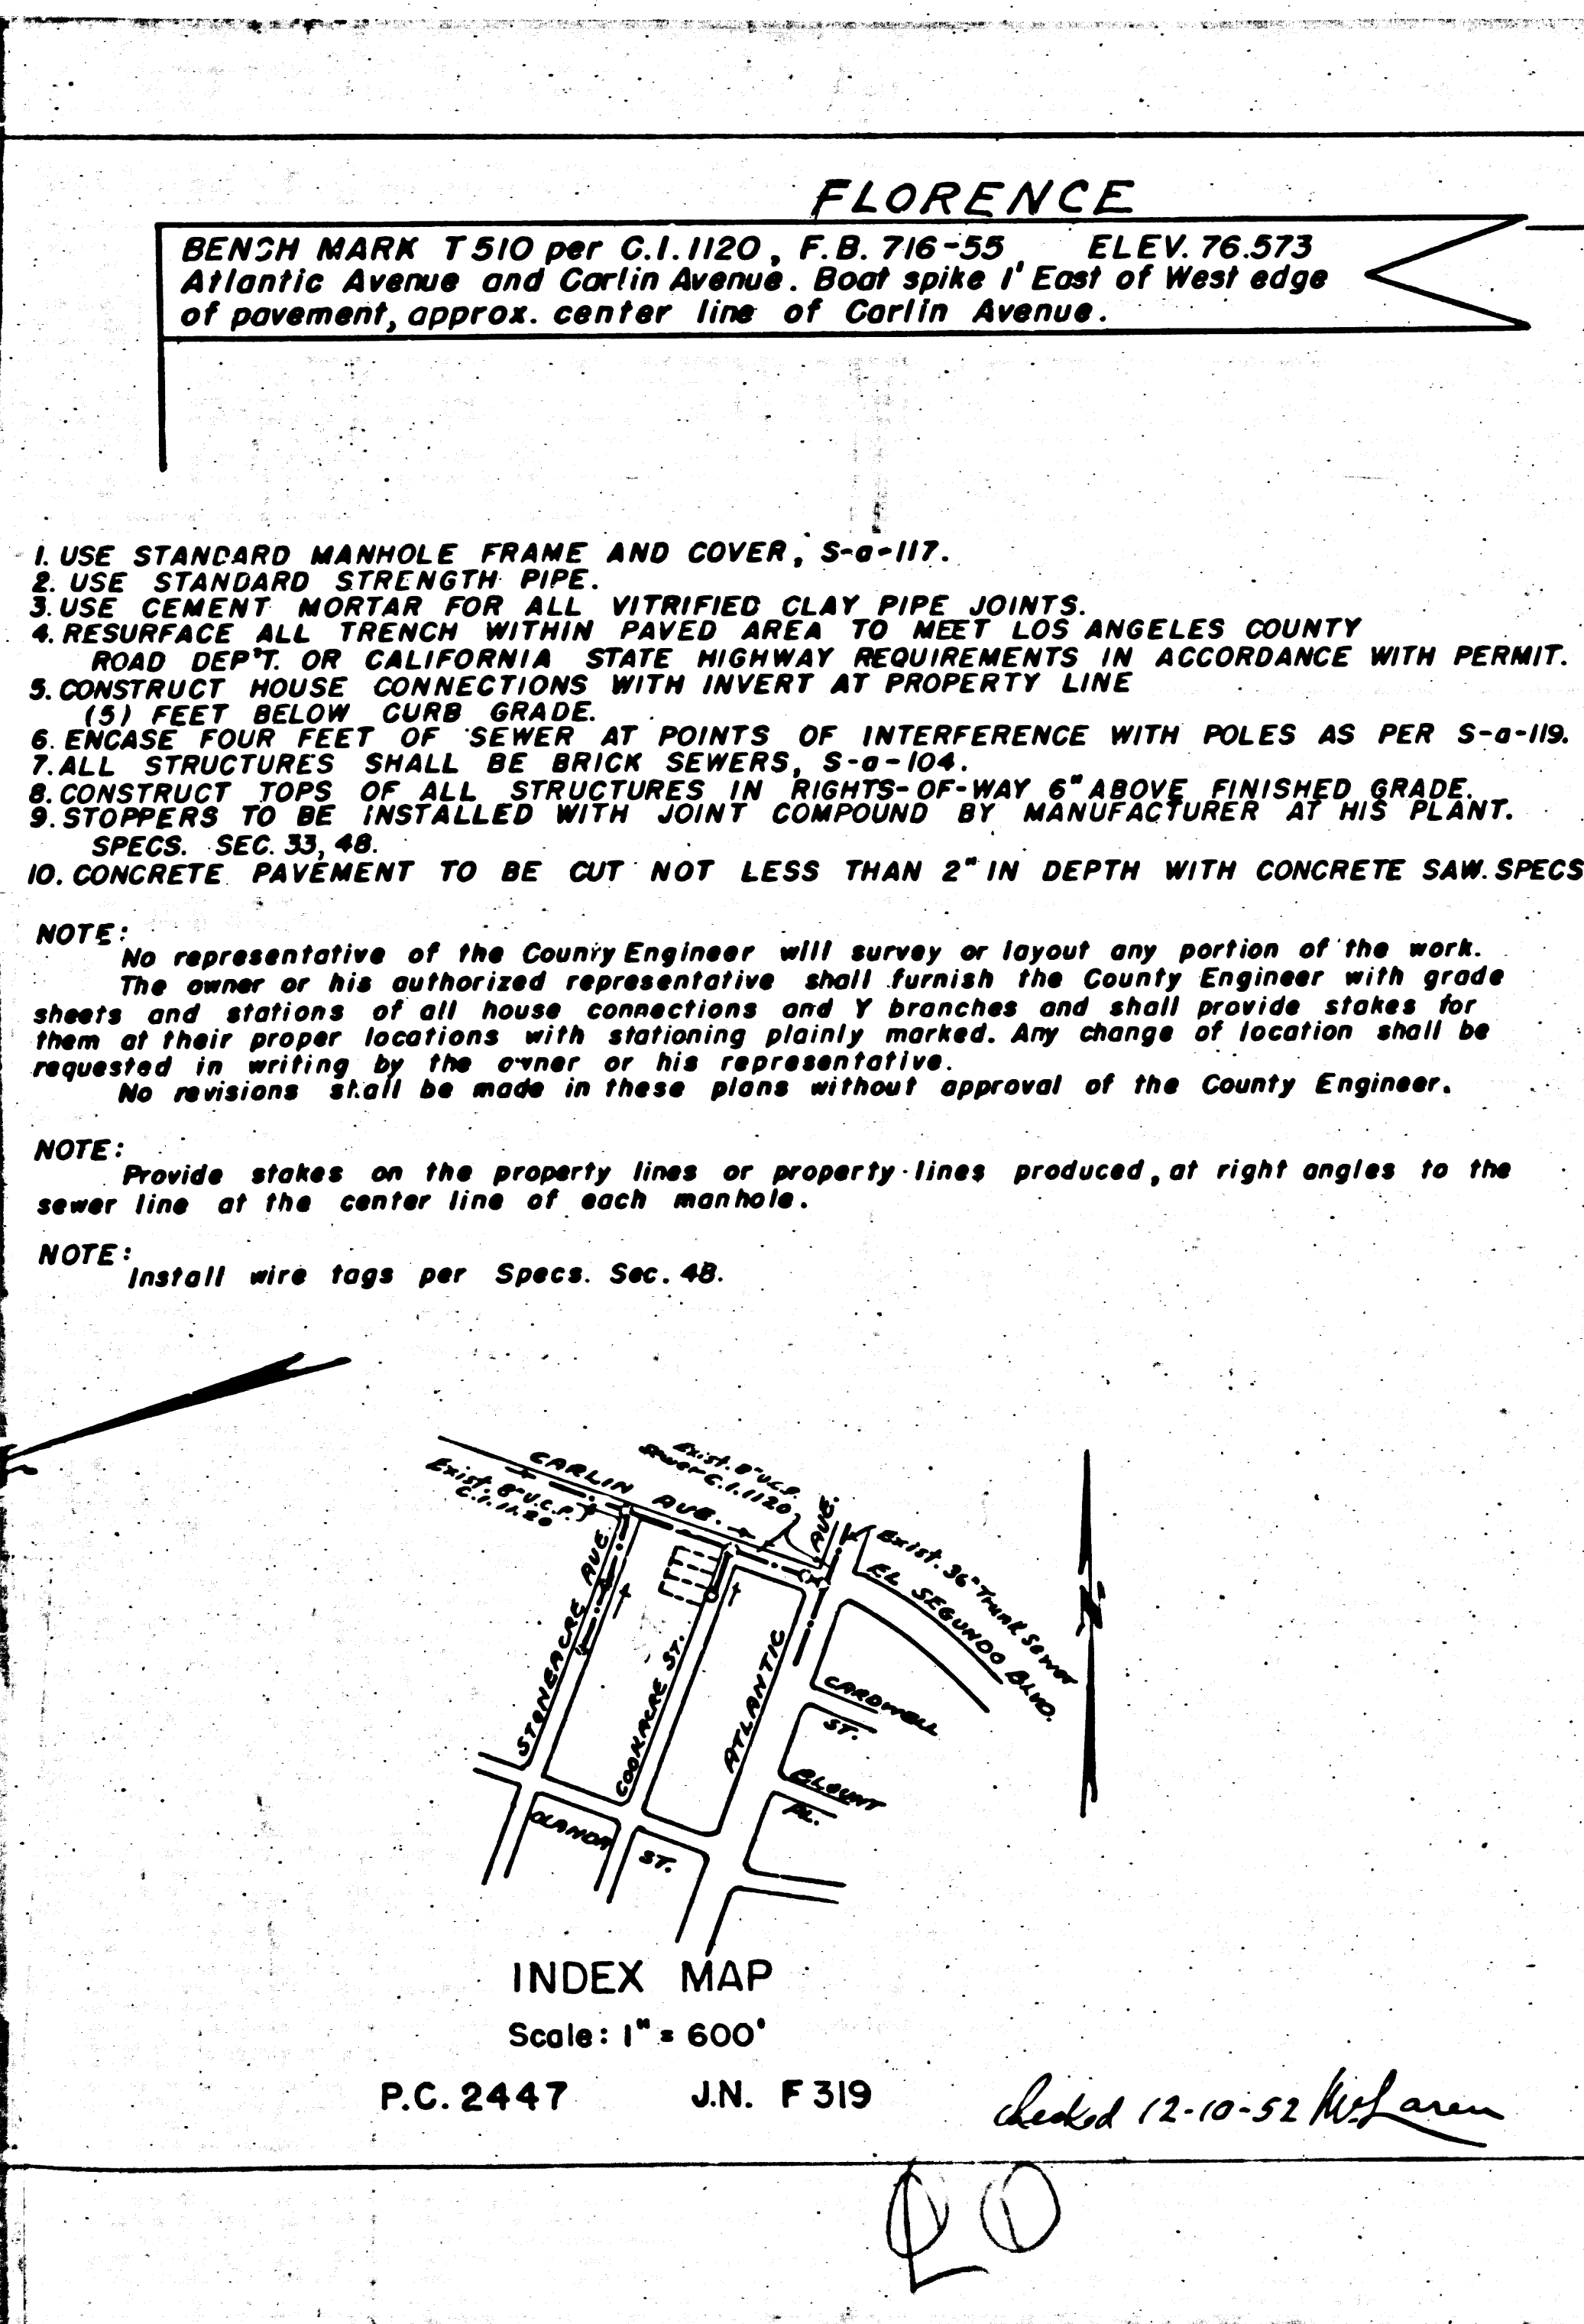 FLORENCE
BENCH MARK T 510 per C.I. 1120, F.B. 716-55 ELEV. 76.573
Atlantic Avenue and Carlin Avenue. Boat spike 1' East of West edge
of pavement, approx. center line of Carlin Avenue.
1. USE STANDARD MANHOLE FRAME AND COVER, S-a-117.
2. USE STANDARD STRENGTH PIPE.
3. USE CEMENT MORTAR FOR ALL VITRIFIED CLAY PIPE JOINTS.
4. RESURFACE ALL TRENCH WITHIN PAVED AREA TO MEET LOS ANGELES COUNTY
ROAD DEP'T. OR CALIFORNIA STATE HIGHWAY REQUIREMENTS IN ACCORDANCE WITH PERMIT.
5. CONSTRUCT HOUSE CONNECTIONS WITH INVERT AT PROPERTY LINE
(5) FEET BELOW CURB GRADE.
6. ENCASE FOUR FEET OF SEWER AT POINTS OF INTERFERENCE WITH POLES AS PER S-a-119.
7. ALL STRUCTURES SHALL BE BRICK SEWERS, S-a-104.
8. CONSTRUCT TOPS OF ALL STRUCTURES IN RIGHTS-OF-WAY 6" ABOVE FINISHED GRADE.
9. STOPPERS TO BE INSTALLED WITH JOINT COMPOUND BY MANUFACTURER AT HIS PLANT.
SPECS. SEC. 33, 48.
10. CONCRETE PAVEMENT TO BE CUT NOT LESS THAN 2" IN DEPTH WITH CONCRETE SAW. SPECS
NOTE:
No representative of the County Engineer will survey or layout any portion of the work.
The owner or his authorized representative shall furnish the County Engineer with grade
sheets and stations of all house connections and Y branches and shall provide stakes for
them at their proper locations with stationing plainly marked. Any change of location shall be
requested in writing by the owner or his representative.
No revisions shall be made in these plans without approval of the County Engineer.
NOTE:
Provide stakes on the property lines or property lines produced, at right angles to the
sewer line at the center line of each manhole.
NOTE:
Install wire tags per Specs. Sec. 48.
Exist. 8" V.C.P.
Sewer C.I. 1120
CARLIN AVE.
Exist. 8" V.C.P.
C.I. 1120
Exist. 36" Trunk Sewer
EL SEGUNDO BLVD.
STONEACRE AVE.
COOKACRE ST.
ATLANTIC AVE.
CARDWELL
ST.
BLOUNT
PL.
OLANDA
ST.
INDEX MAP
Scale: 1" = 600'
P.C. 2447 J.N. F 319
checked 12-10-52 McLaren